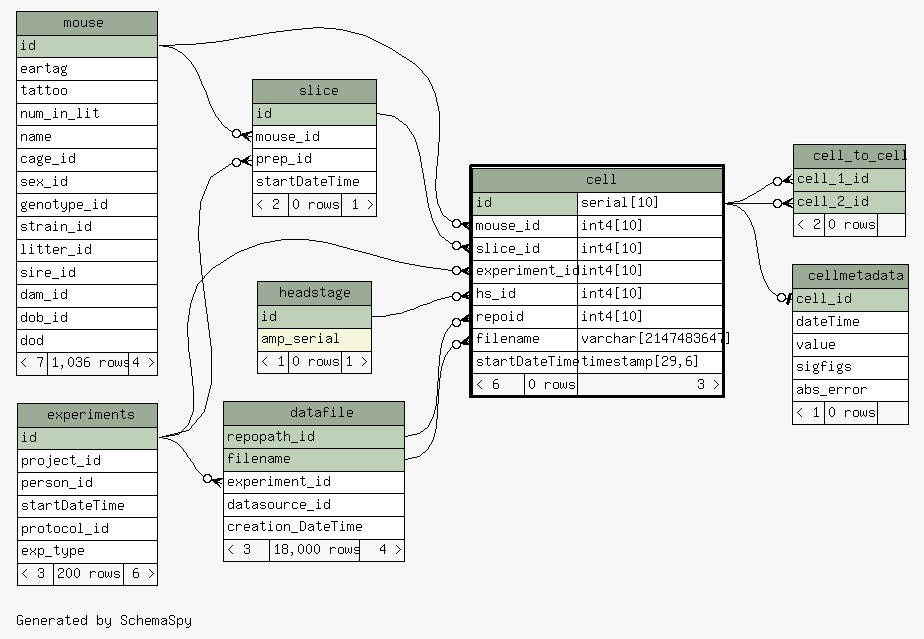 mouse
id
eartag
tattoo
num_in_lit
name
cage_id
sex_id
genotype_id
strain_id
litter_id
sire_id
dam_id
dob_id
dod
< 7 1,036 rows 4 >
slice
id
mouse_id
prep_id
startDateTime
< 2 0 rows 1 >
headstage
id
amp_serial
< 1 0 rows 1 >
experiments
id
project_id
person_id
startDateTime
protocol_id
exp_type
< 3 200 rows 6 >
datafile
repopath_id
filename
experiment_id
datasource_id
creation_DateTime
< 3 18,000 rows 4 >
cell
id serial[10]
mouse_id int4[10]
slice_id int4[10]
experiment_id int4[10]
hs_id int4[10]
repoid int4[10]
filename varchar[2147483647]
startDateTime timestamp[29,6]
< 6 0 rows 3 >
cell_to_cell
cell_1_id
cell_2_id
< 2 0 rows
cellmetadata
cell_id
dateTime
value
sigfigs
abs_error
< 1 0 rows
Generated by SchemaSpy